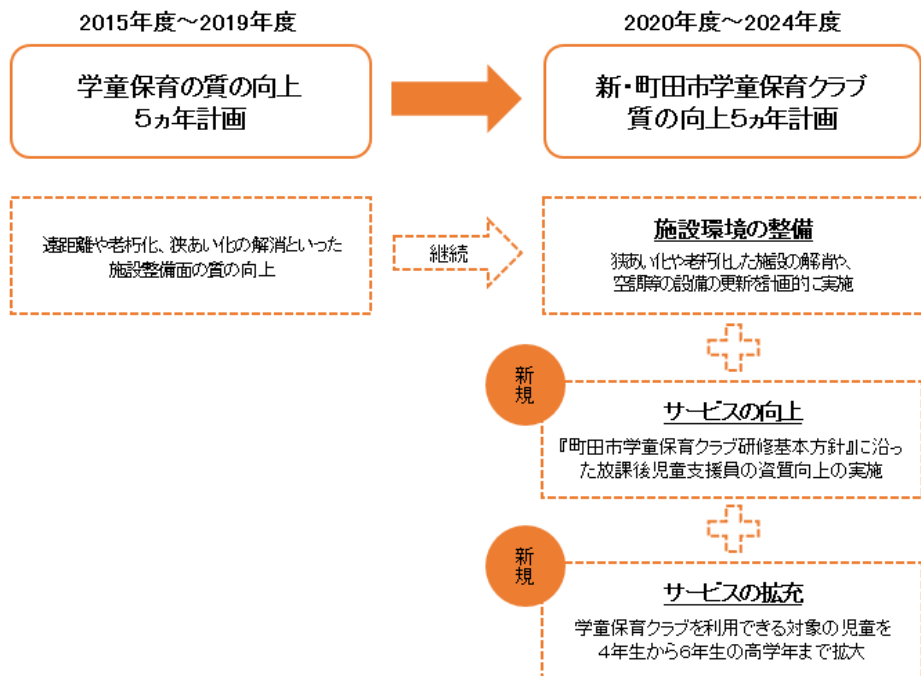 2015年度～2019年度
学童保育の質の向上
5ヵ年計画
2020年度～2024年度
新・町田市学童保育クラブ
質の向上5ヵ年計画
遠距離や老朽化、狭あい化の解消といった
施設整備面の質の向上
継続
施設環境の整備
狭あい化や老朽化した施設の解消や、
空調等の設備の更新を計画的に実施
新規
サービスの向上
『町田市学童保育クラブ研修基本方針』に沿っ
た放課後児童支援員の資質向上の実施
新規
サービスの拡充
学童保育クラブを利用できる対象の児童を
4年生から6年生の高学年まで拡大